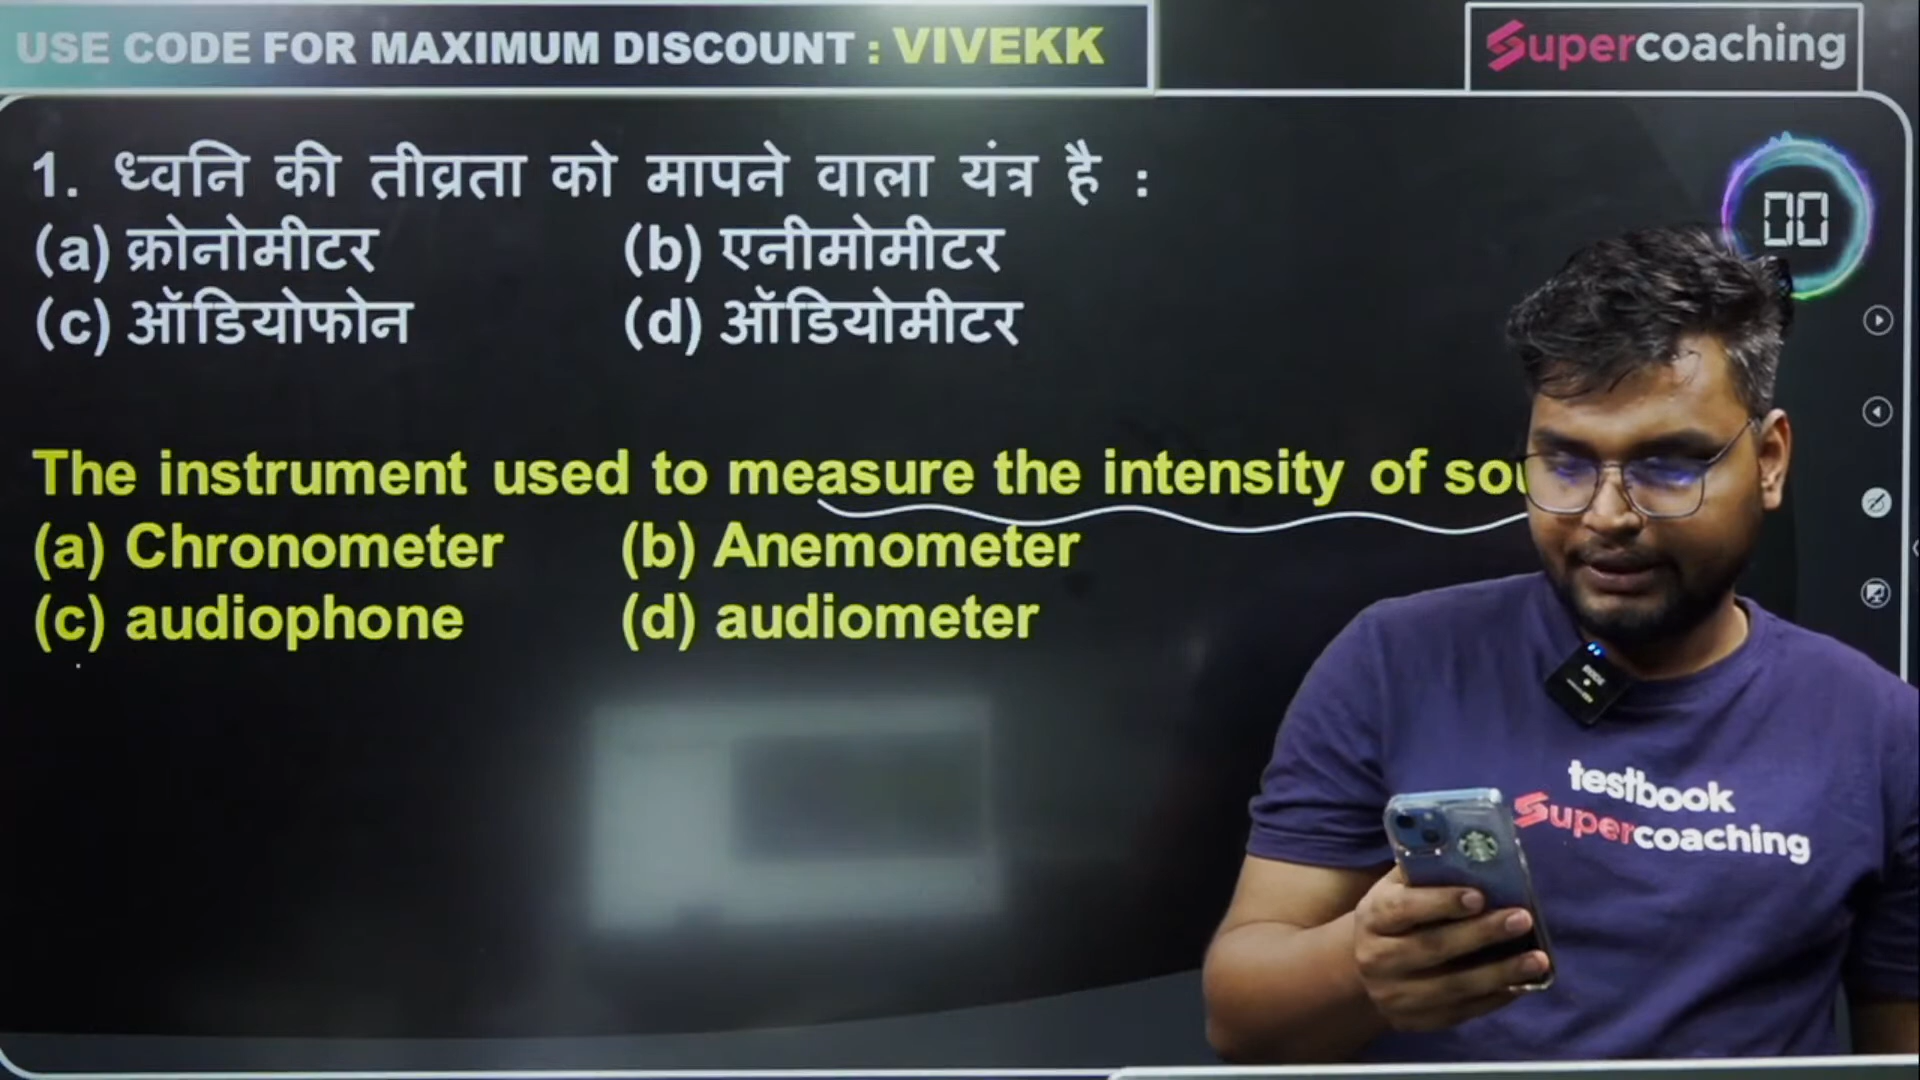 USE CODE FOR MAXIMUM DISCOUNT : VIVEKK
Supercoaching
1. ध्वनि की तीव्रता को मापने वाला यंत्र है :
00
(a) क्रोनोमीटर (b) एनीमोमीटर
(c) ऑडियोफोन (d) ऑडियोमीटर
The instrument used to measure the intensity of
(a) Chronometer (b) Anemometer
(c) audiophone (d) audiometer
testbook
Supercoaching